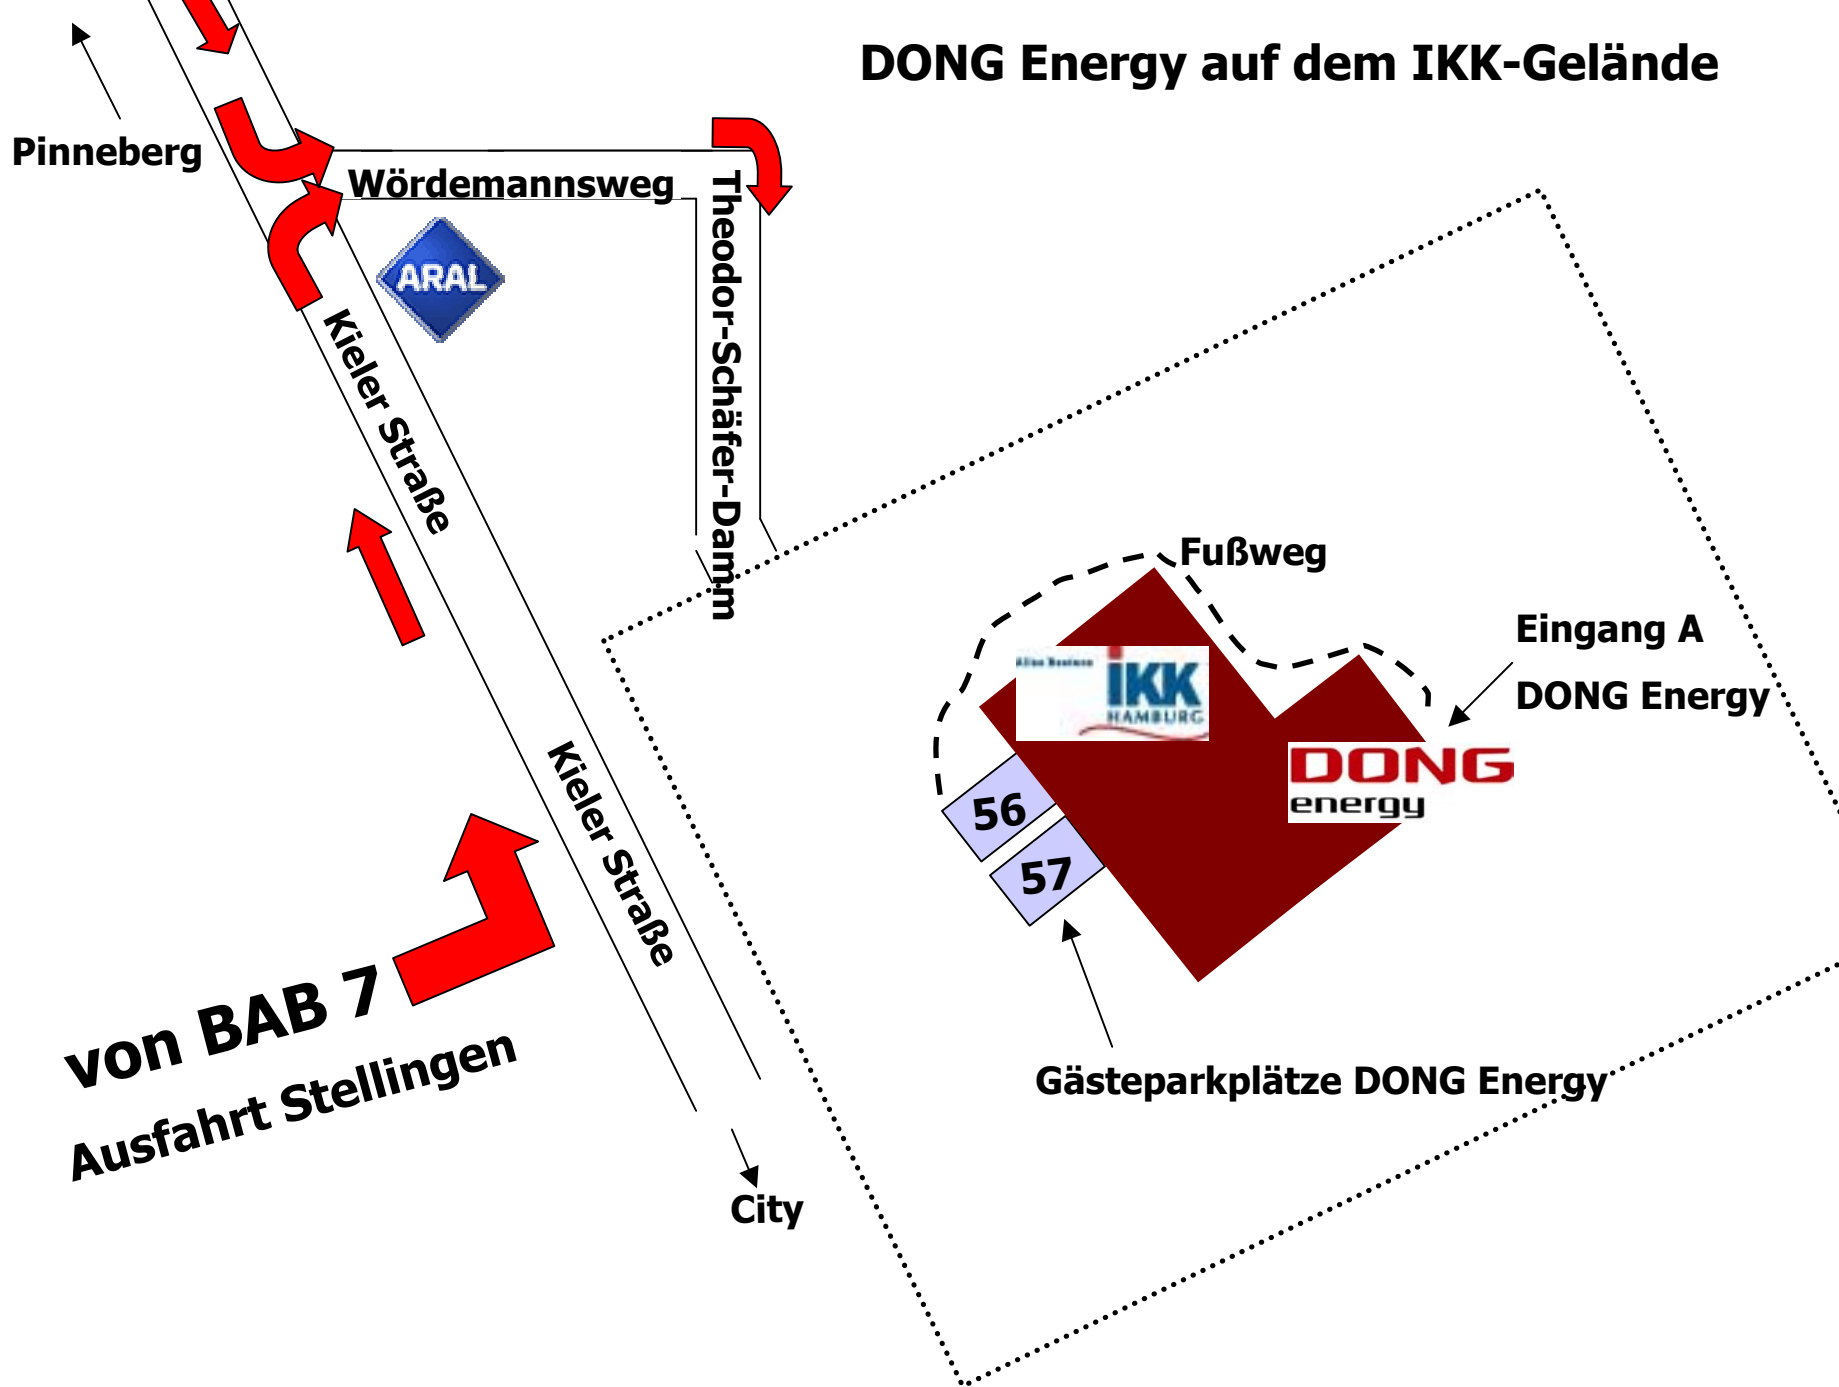 DONG Energy auf dem IKK-Gelände
Pinneberg
Wördemannsweg
Theodor-Schäfer-Damm
ARAL
Kieler Straße
Fußweg
Eingang A
DONG Energy
IKK
HAMBURG
DONG
energy
56
57
Kieler Straße
von BAB 7
Ausfahrt Stellingen
Gästeparkplätze DONG Energy
City